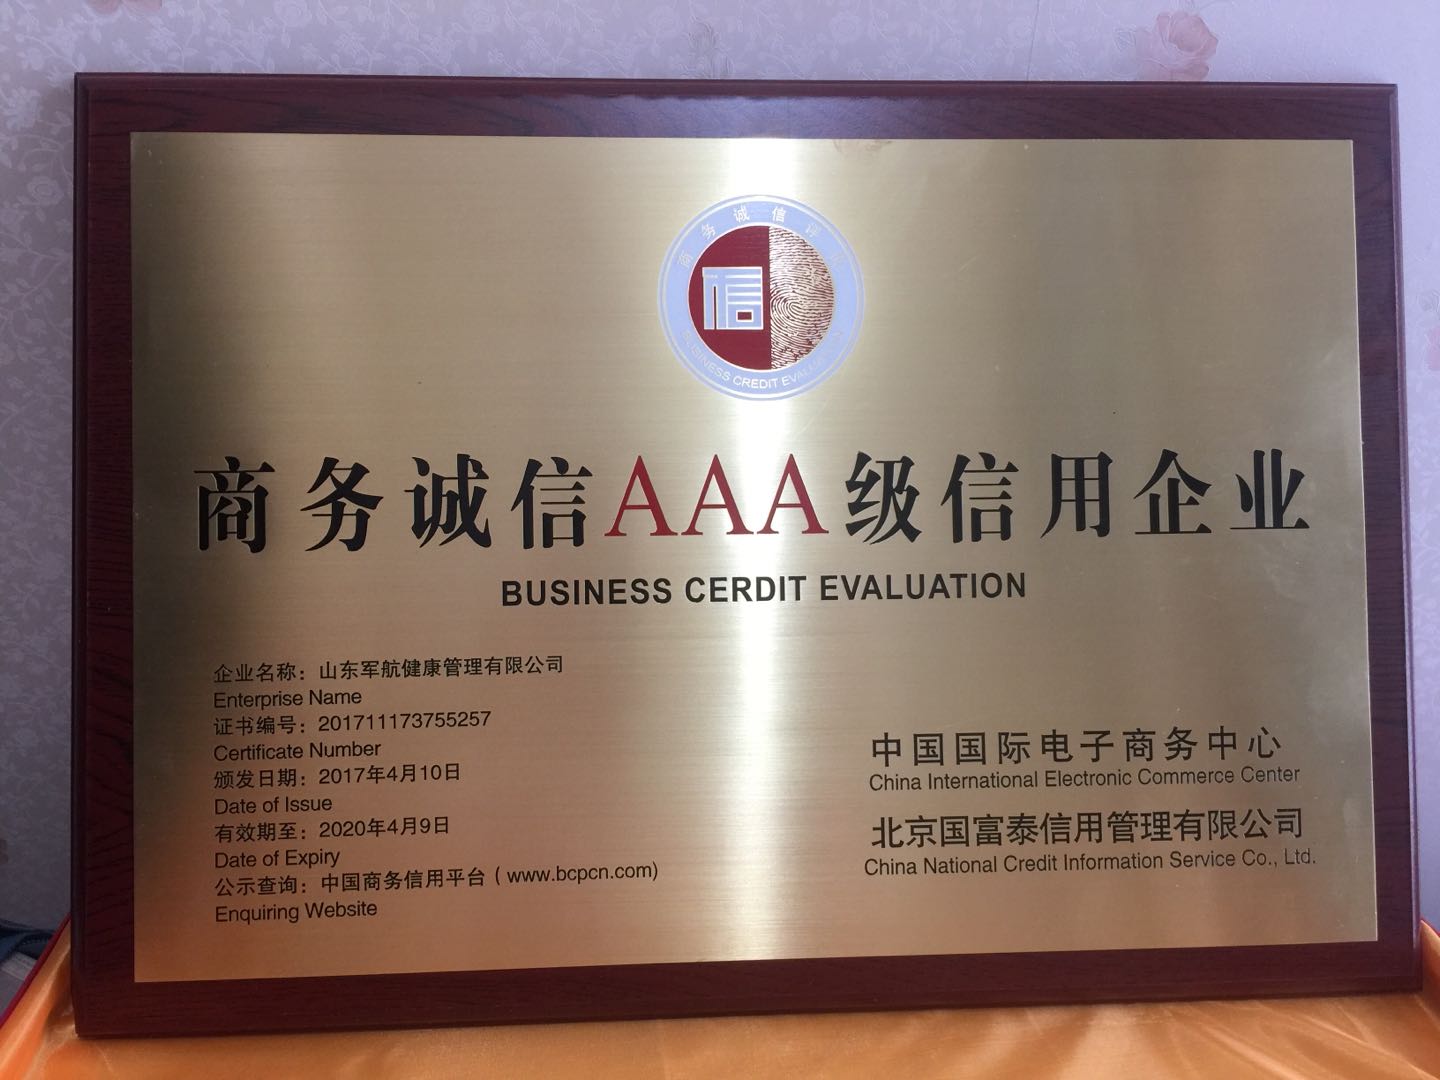 商务诚信评
信
BUSINESS CREDIT EVALUATION
商务诚信AAA级信用企业
BUSINESS CERDIT EVALUATION
企业名称：山东军航健康管理有限公司
Enterprise Name
证书编号：201711173755257
Certificate Number
颁发日期：2017年4月10日
Date of Issue
有效期至：2020年4月9日
Date of Expiry
公示查询：中国商务信用平台（www.bcpcn.com)
Enquiring Website
中国国际电子商务中心
China International Electronic Commerce Center
北京国富泰信用管理有限公司
China National Credit Information Service Co., Ltd.